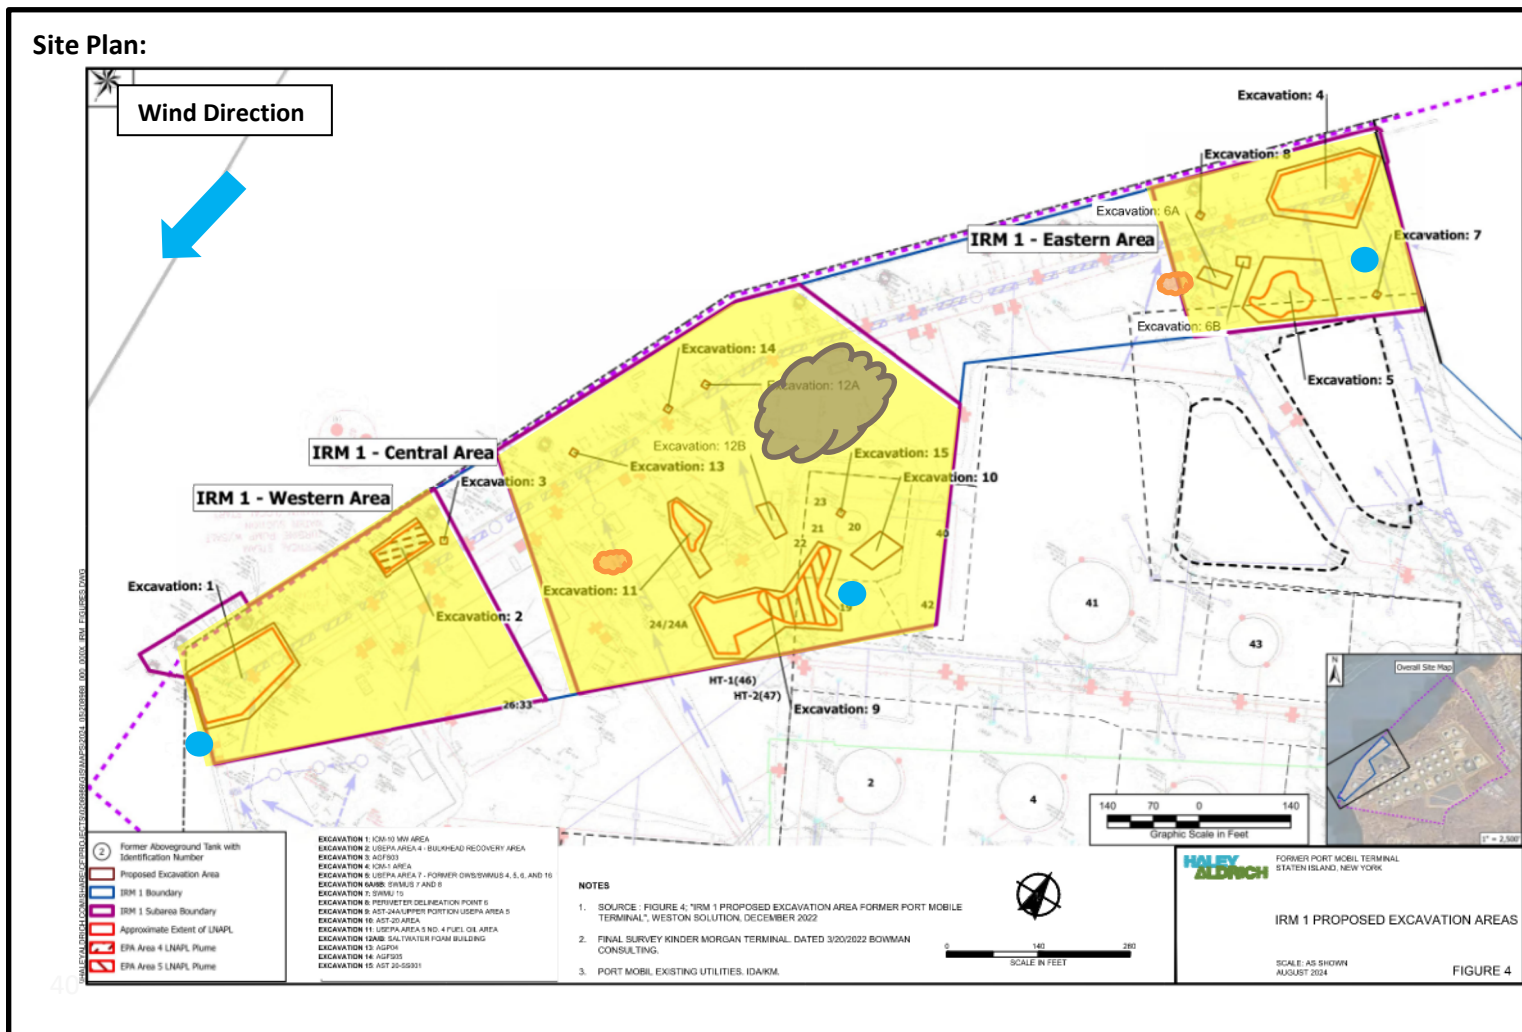 Site Plan:
Wind Direction
Excavation: 4
Excavation: 8
Excavation: 6A
IRM 1 - Eastern Area
Excavation: 7
Excavation: 6B
Excavation: 5
Excavation: 14
Excavation: 12A
Excavation: 12B
Excavation: 15
IRM 1 - Central Area
Excavation: 13
Excavation: 10
Excavation: 3
IRM 1 - Western Area
23
21
20
22
40
Excavation: 1
Excavation: 11
Excavation: 2
19
42
41
24/24A
43
HT-1(46)
HT-2(47)
26:33
Excavation: 9
2
4
N
Overall Site Map
1" = 2,500'
140 70 0 140
Graphic Scale in Feet
2 Former Aboveground Tank with
Identification Number
Proposed Excavation Area
IRM 1 Boundary
IRM 1 Subarea Boundary
Approximate Extent of LNAPL
EPA Area 4 LNAPL Plume
EPA Area 5 LNAPL Plume
EXCAVATION 1: ICM-10 MW AREA
EXCAVATION 2: USEPA AREA 4 - BULKHEAD RECOVERY AREA
EXCAVATION 3: AGFS03
EXCAVATION 4: ICM-1 AREA
EXCAVATION 5: USEPA AREA 7 - FORMER OWS/SWMUS 4, 5, 6, AND 16
EXCAVATION 6A/6B: SWMUS 7 AND 8
EXCAVATION 7: SWMU 15
EXCAVATION 8: PERIMETER DELINEATION POINT 6
EXCAVATION 9: AST-24A/UPPER PORTION USEPA AREA 5
EXCAVATION 10: AST-20 AREA
EXCAVATION 11: USEPA AREA 5 NO. 4 FUEL OIL AREA
EXCAVATION 12A/B: SALTWATER FOAM BUILDING
EXCAVATION 13: AGP04
EXCAVATION 14: AGFS05
EXCAVATION 15: AST 20-SS001
NOTES
1. SOURCE : FIGURE 4; "IRM 1 PROPOSED EXCAVATION AREA FORMER PORT MOBILE
TERMINAL", WESTON SOLUTION, DECEMBER 2022
2. FINAL SURVEY KINDER MORGAN TERMINAL. DATED 3/20/2022 BOWMAN
CONSULTING.
3. PORT MOBIL EXISTING UTILITIES. IDA/KM.
0 140 280
SCALE IN FEET
HALEY
ALDRICH
FORMER PORT MOBIL TERMINAL
STATEN ISLAND, NEW YORK
IRM 1 PROPOSED EXCAVATION AREAS
SCALE: AS SHOWN
AUGUST 2024
FIGURE 4
40